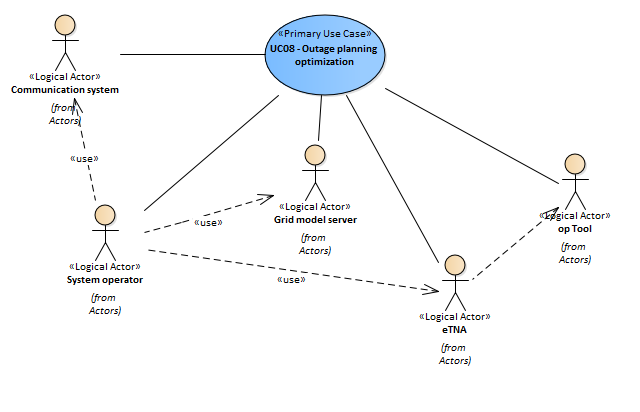 «Primary Use Case»
UC08 - Outage planning
optimization
«Logical Actor»
Communication system
(from
Actors)
«use»
«Logical Actor»
Grid model server
(from
Actors)
«use»
«Logical Actor»
op Tool
(from
Actors)
«Logical Actor»
System operator
(from
Actors)
«use»
«Logical Actor»
eTNA
(from
Actors)